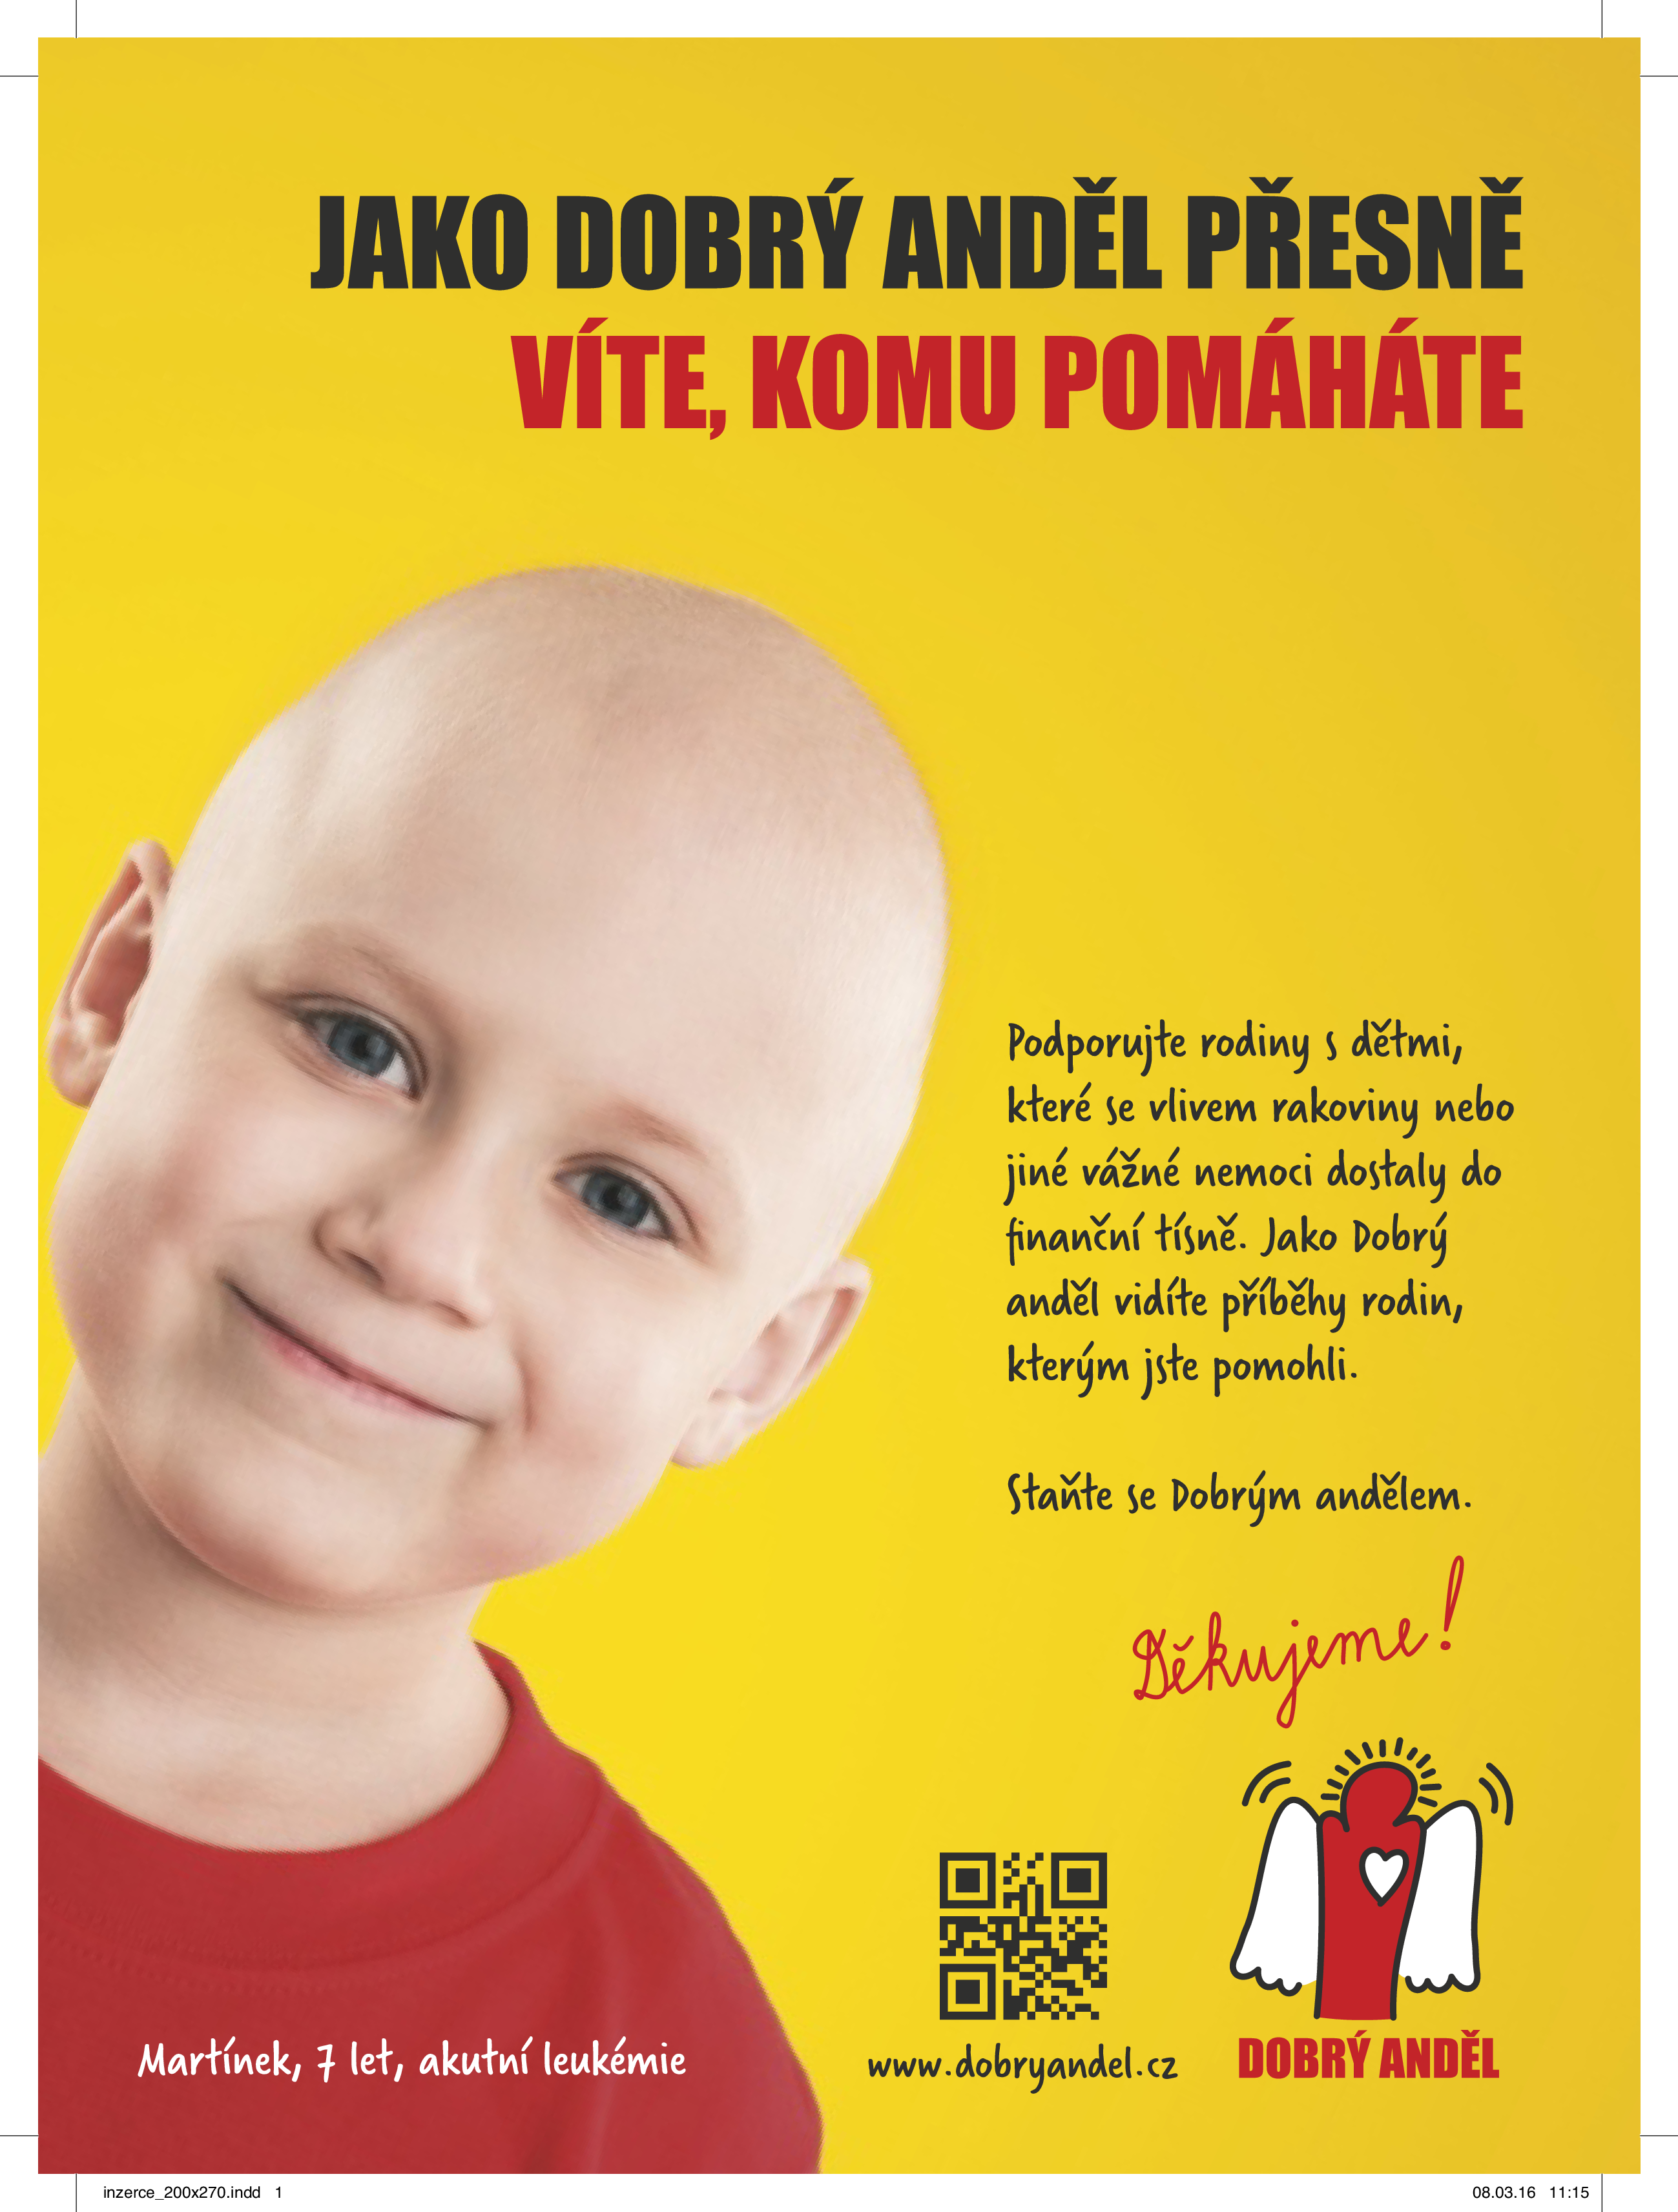 JAKO DOBRÝ ANDĚL PŘESNĚ
VÍTE, KOMU POMÁHÁTE
Podporujte rodiny s dětmi,
které se vlivem rakoviny nebo
jiné vážné nemoci dostaly do
finanční tísně. Jako Dobrý
anděl vidíte příběhy rodin,
kterým jste pomohli.
Staňte se Dobrým andělem.
Děkujeme!
Martínek, 7 let, akutní leukémie
www.dobryandel.cz
DOBRÝ ANDĚL
inzerce_200x270.indd 1
08.03.16 11:15